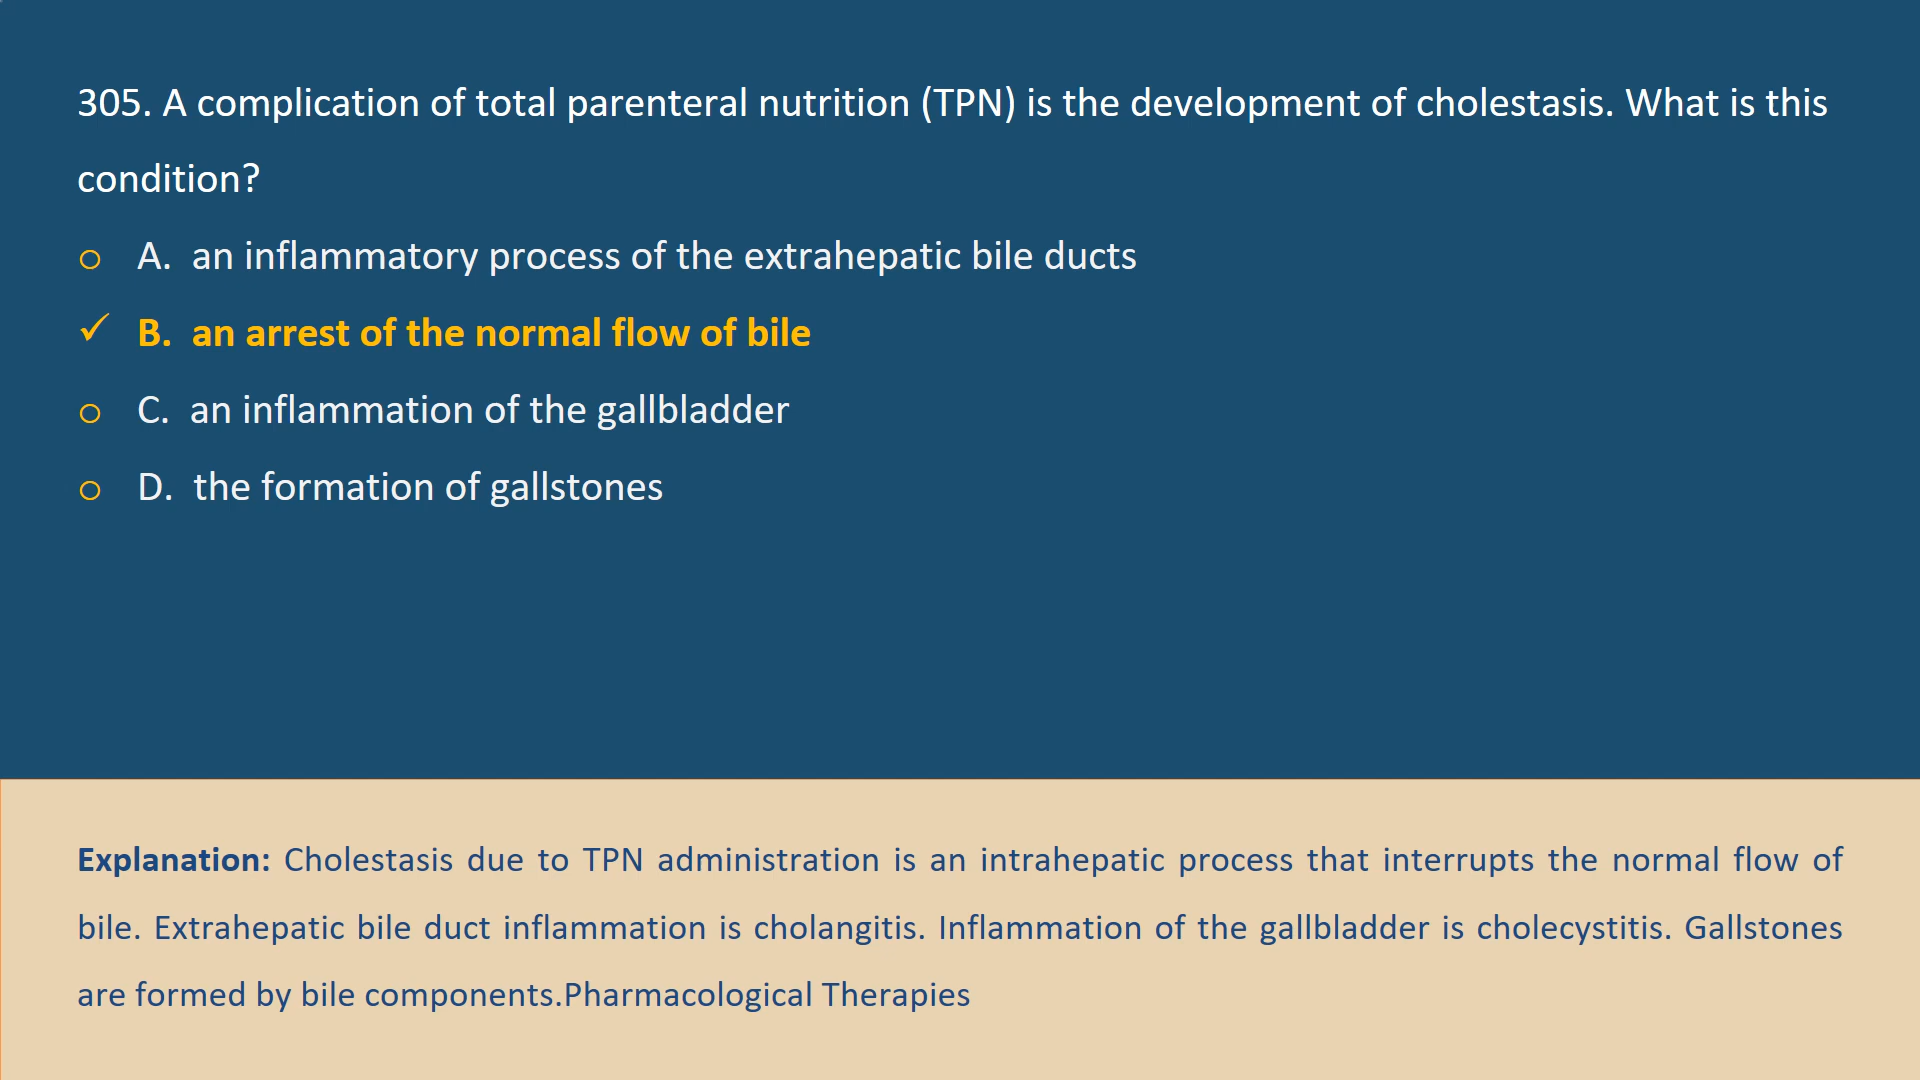 305. A complication of total parenteral nutrition (TPN) is the development of cholestasis. What is this
condition?
o A. an inflammatory process of the extrahepatic bile ducts
✓ B. an arrest of the normal flow of bile
o C. an inflammation of the gallbladder
o D. the formation of gallstones
Explanation: Cholestasis due to TPN administration is an intrahepatic process that interrupts the normal flow of
bile. Extrahepatic bile duct inflammation is cholangitis. Inflammation of the gallbladder is cholecystitis. Gallstones
are formed by bile components.Pharmacological Therapies